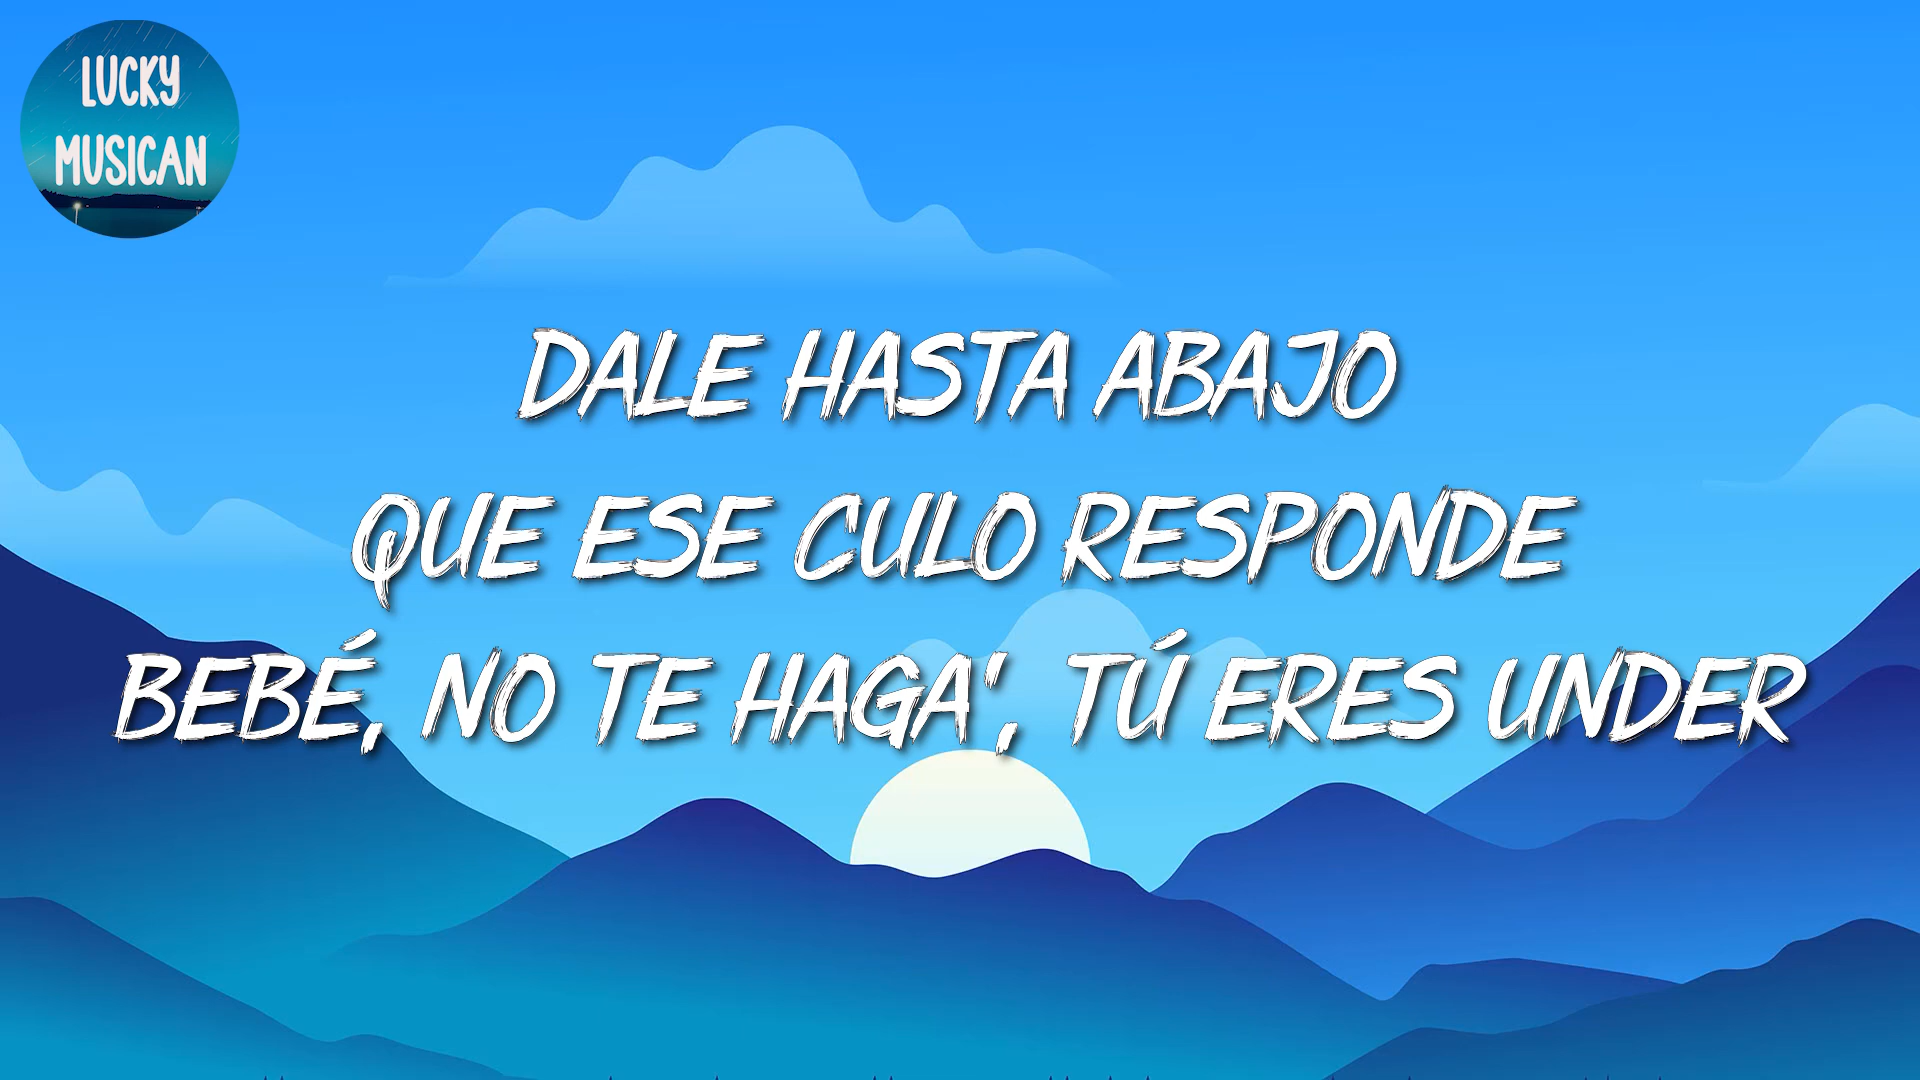 LUCKY
MUSICAN
DALE HASTA ABAJO
QUE ESE CULO RESPONDE
BEBÉ, NO TE HAGA', TÚ ERES UNDER